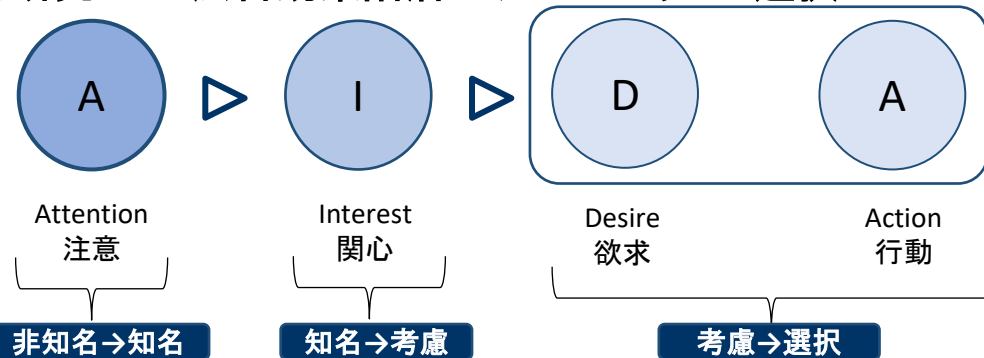 A
I
D
A
Attention
注意
Interest
関心
Desire
欲求
Action
行動
非知名→知名
知名→考慮
考慮→選択